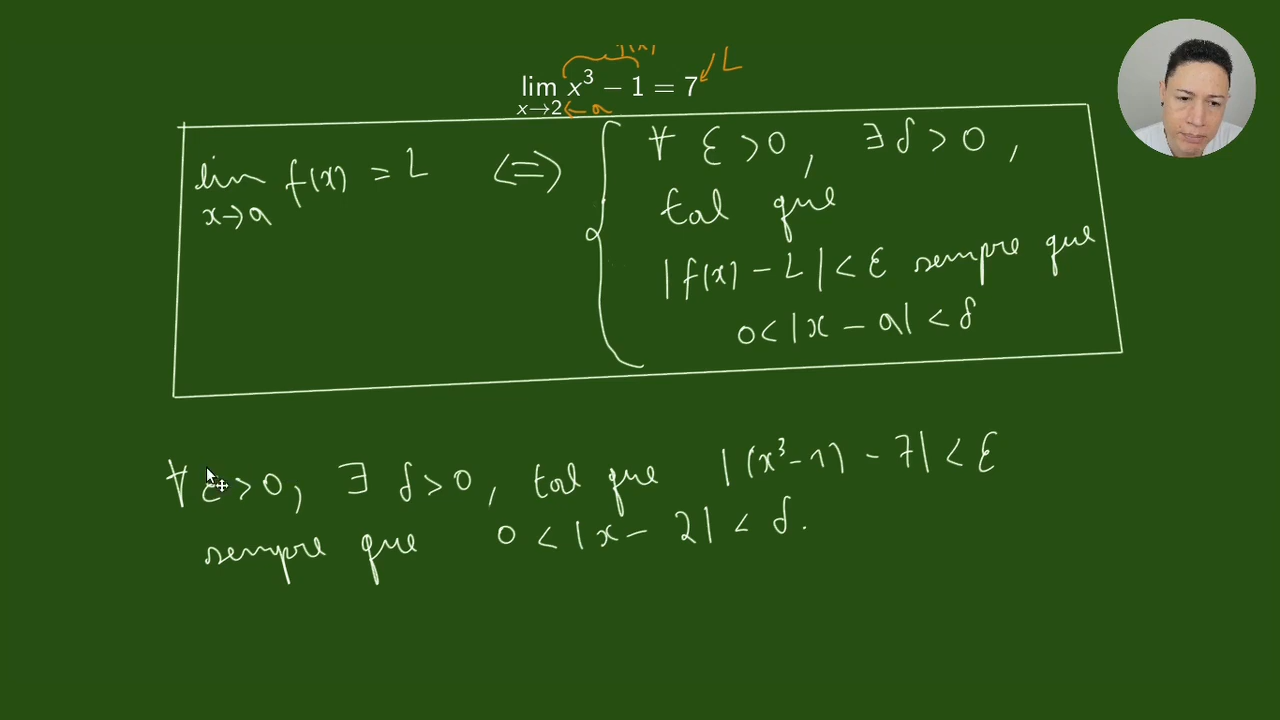 f(x)
lim x→2 x³ − 1 = 7 ↙ L
← a
lim x→a f(x) = L ⟺ { ∀ ε > 0, ∃ δ > 0,
tal que
|f(x) − L| < ε sempre que
0 < |x − a| < δ
∀ ε > 0, ∃ δ > 0, tal que |(x³ − 1) − 7| < ε
sempre que 0 < |x − 2| < δ.